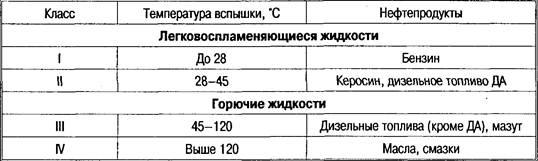 Класс Температура вспышки, °С Нефтепродукты
Легковоспламеняющиеся жидкости
I До 28 Бензин
II 28–45 Керосин, дизельное топливо ДА
Горючие жидкости
III 45–120 Дизельные топлива (кроме ДА), мазут
IV Выше 120 Масла, смазки